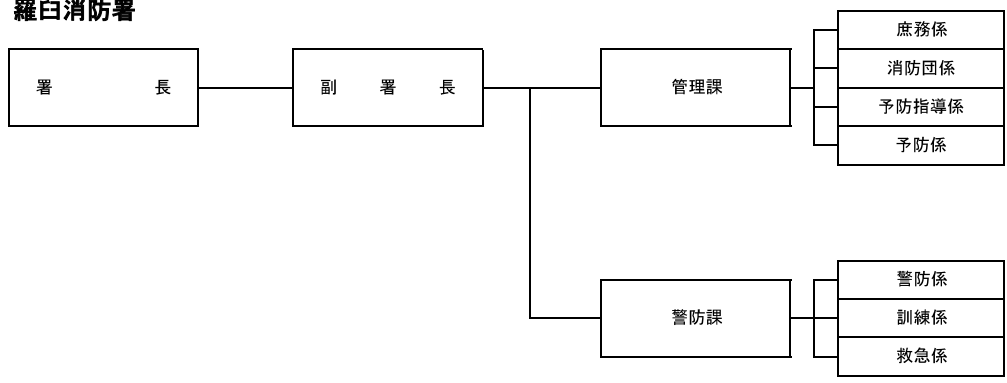 羅臼消防署
署長
副署長
管理課
庶務係
消防団係
予防指導係
予防係
警防課
警防係
訓練係
救急係